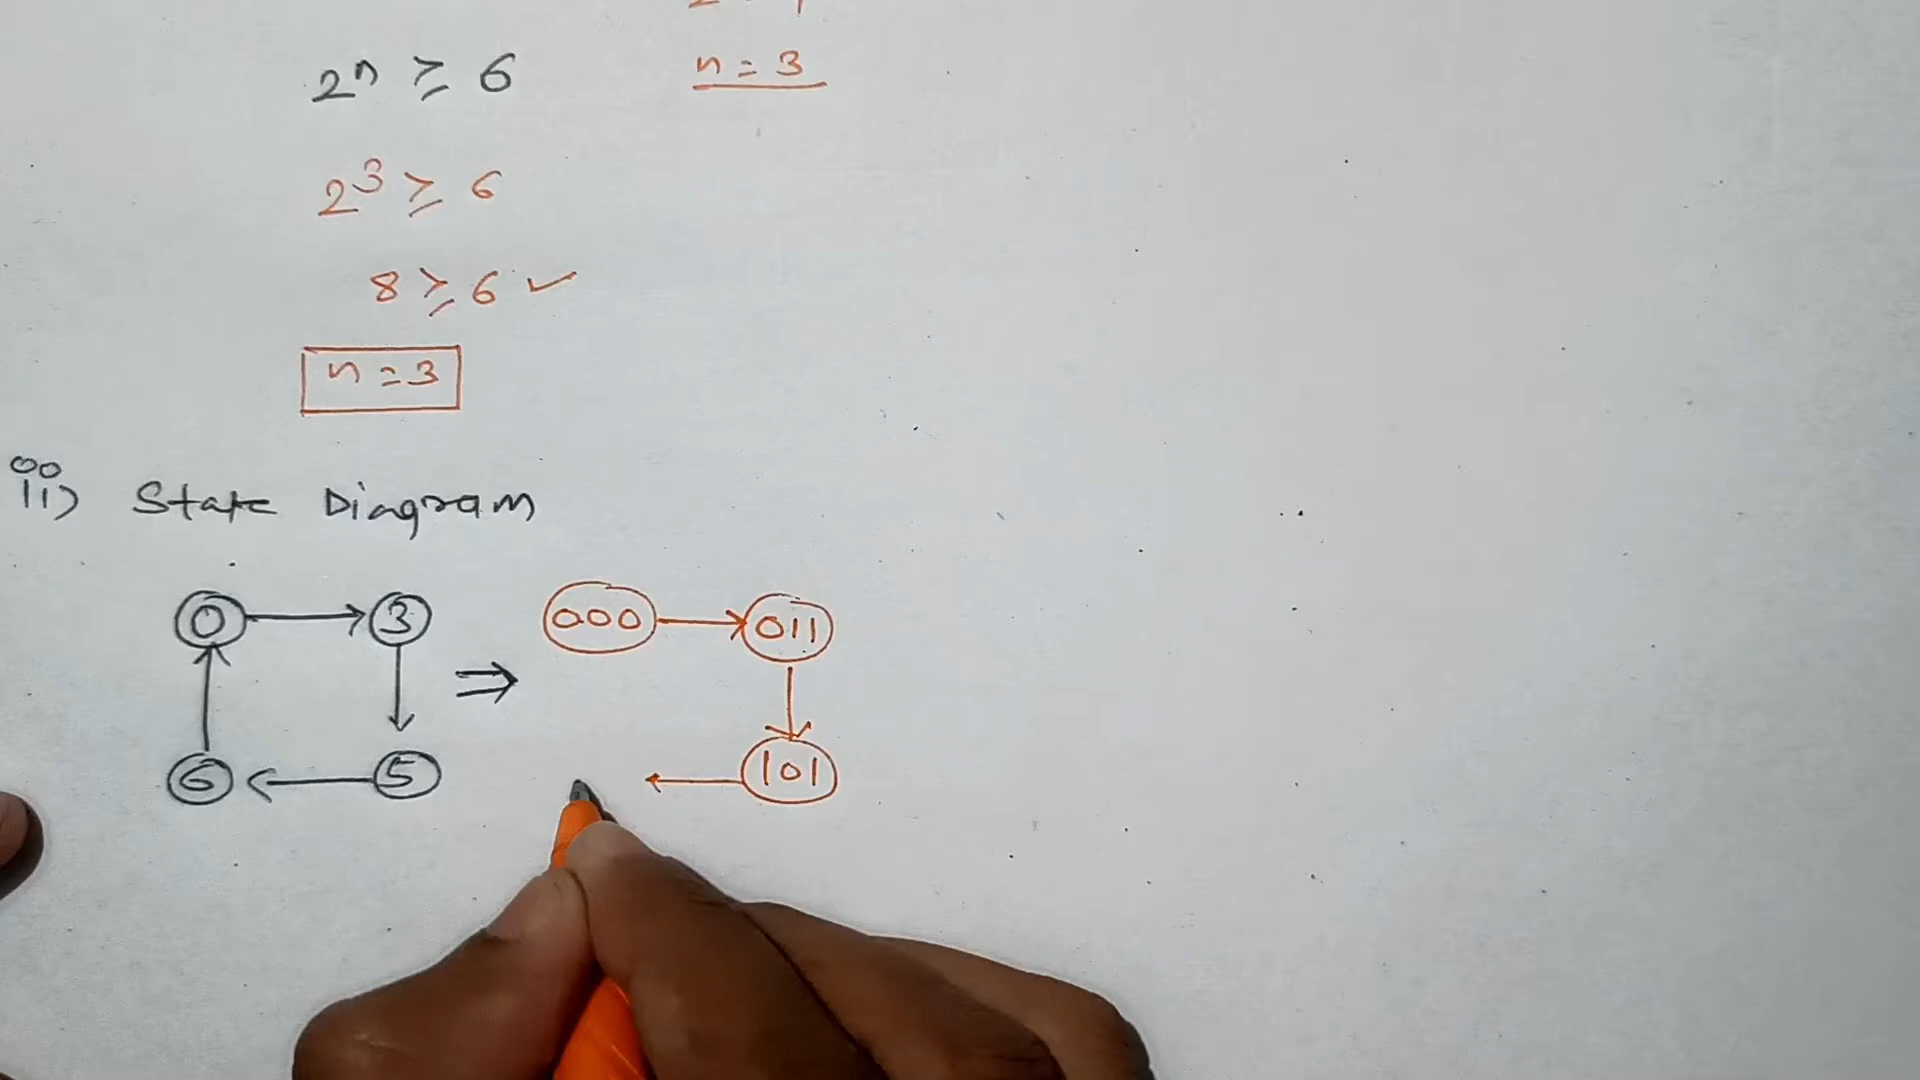 2ⁿ ≥ 6
n = 3
2³ ≥ 6
8 ≥ 6 ✓
n = 3
ii) State Diagram
0 → 3 ⇒ 000 → 011
6 ← 5 ← 101